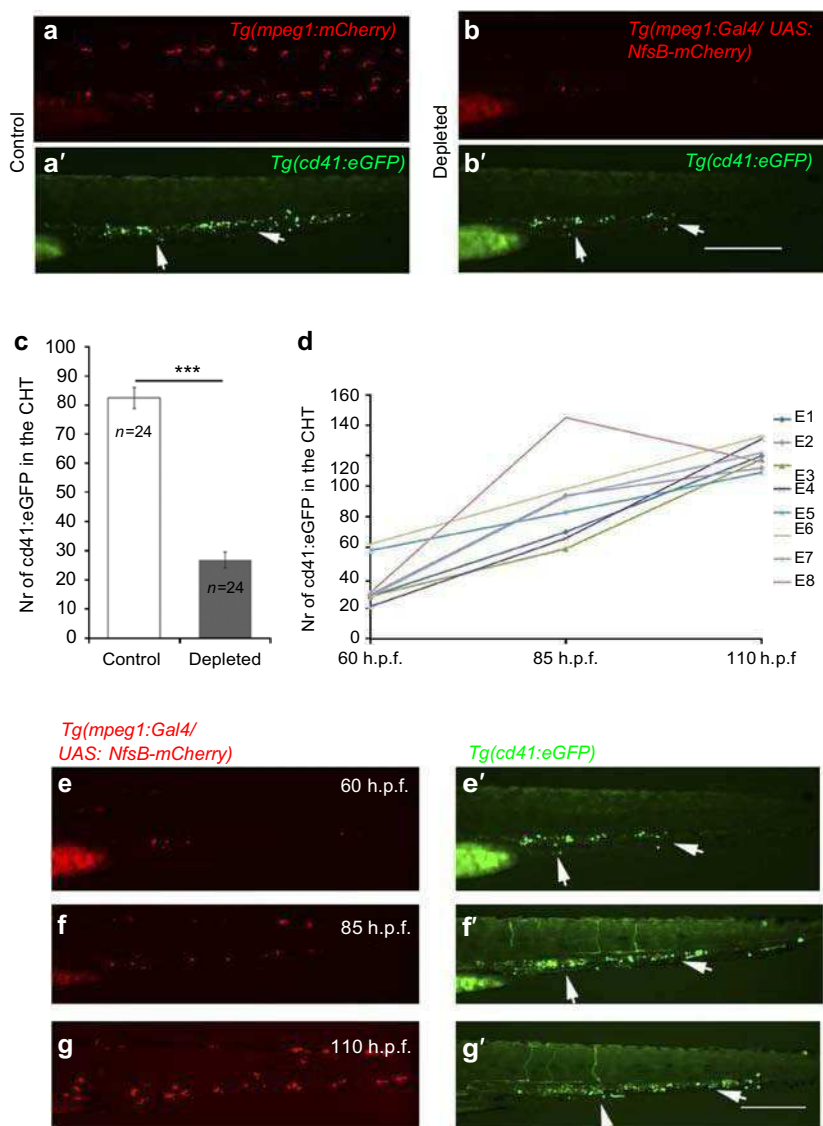 a
Tg(mpeg1:mCherry)
b
Tg(mpeg1:Gal4/ UAS:
NfsB-mCherry)
Control
Depleted
a′
Tg(cd41:eGFP)
b′
Tg(cd41:eGFP)
c
100
90
80
70
60
50
40
30
20
10
0
Nr of cd41:eGFP in the CHT
***
n=24
n=24
Control
Depleted
d
160
140
120
100
80
60
40
20
0
Nr of cd41:eGFP in the CHT
60 h.p.f.
85 h.p.f.
110 h.p.f
E1
E2
E3
E4
E5
E6
E7
E8
Tg(mpeg1:Gal4/
UAS: NfsB-mCherry)
Tg(cd41:eGFP)
e
60 h.p.f.
e′
f
85 h.p.f.
f′
g
110 h.p.f.
g′